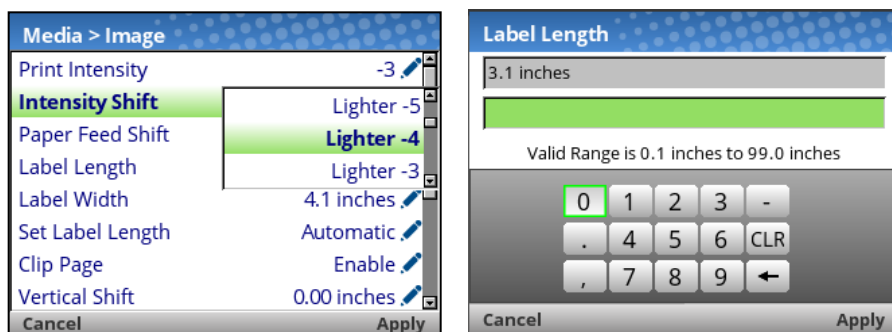 Media > Image
Print Intensity -3
Intensity Shift
Lighter -5
Paper Feed Shift
Lighter -4
Label Length
Lighter -3
Label Width 4.1 inches
Set Label Length Automatic
Clip Page Enable
Vertical Shift 0.00 inches
Cancel Apply
Label Length
3.1 inches
Valid Range is 0.1 inches to 99.0 inches
0 1 2 3 -
. 4 5 6 CLR
, 7 8 9 ←
Cancel Apply